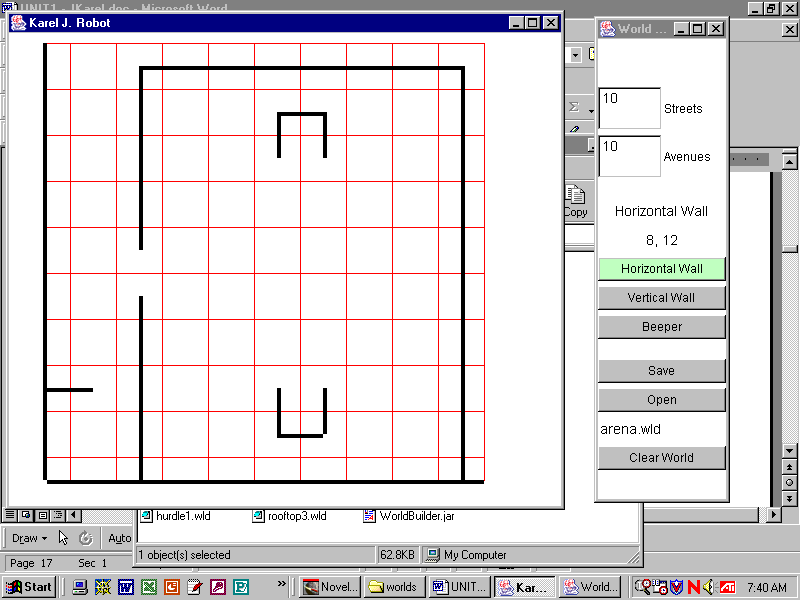 UNIT1 - JKarel.doc - Microsoft Word
Karel J. Robot
World ...
10
Streets
10
Avenues
Horizontal Wall
8, 12
Horizontal Wall
Vertical Wall
Beeper
Save
Open
arena.wld
Clear World
Copy
hurdle1.wld
rooftop3.wld
WorldBuilder.jar
Draw
Auto
1 object(s) selected
62.8KB
My Computer
Page 17
Sec 1
Start
»
Novel...
worlds
UNIT...
Kar...
World...
7:40 AM